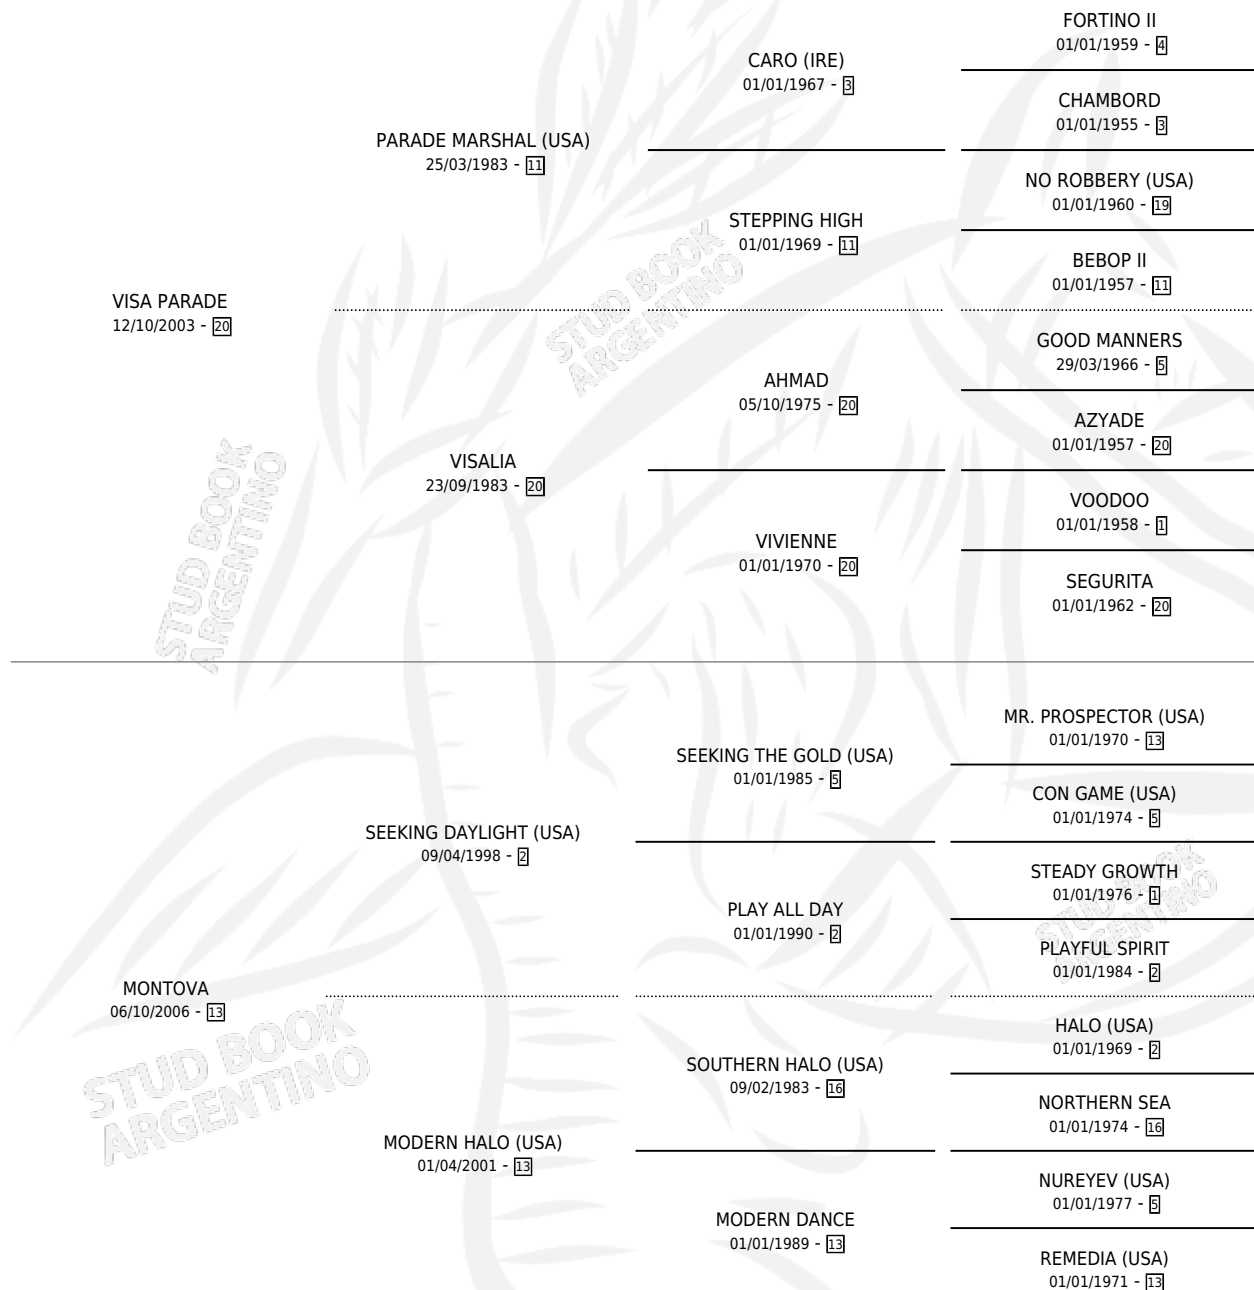 FORTINO II
01/01/1959 - 4
CARO (IRE)
01/01/1967 - 3
CHAMBORD
01/01/1955 - 3
PARADE MARSHAL (USA)
25/03/1983 - 11
NO ROBBERY (USA)
01/01/1960 - 19
STEPPING HIGH
01/01/1969 - 11
BEBOP II
01/01/1957 - 11
VISA PARADE
12/10/2003 - 20
STUD BOOK
ARGENTINO
GOOD MANNERS
29/03/1966 - 5
AHMAD
05/10/1975 - 20
AZYADE
01/01/1957 - 20
VISALIA
23/09/1983 - 20
VOODOO
01/01/1958 - 1
VIVIENNE
01/01/1970 - 20
SEGURITA
01/01/1962 - 20
STUD BOOK
ARGENTINO
MR. PROSPECTOR (USA)
01/01/1970 - 13
SEEKING THE GOLD (USA)
01/01/1985 - 5
CON GAME (USA)
01/01/1974 - 5
SEEKING DAYLIGHT (USA)
09/04/1998 - 2
STEADY GROWTH
01/01/1976 - 1
STUD BOOK
ARGENTINO
PLAY ALL DAY
01/01/1990 - 2
PLAYFUL SPIRIT
01/01/1984 - 2
MONTOVA
06/10/2006 - 13
STUD BOOK
ARGENTINO
HALO (USA)
01/01/1969 - 2
SOUTHERN HALO (USA)
09/02/1983 - 16
NORTHERN SEA
01/01/1974 - 16
MODERN HALO (USA)
01/04/2001 - 13
NUREYEV (USA)
01/01/1977 - 5
MODERN DANCE
01/01/1989 - 13
REMEDIA (USA)
01/01/1971 - 13